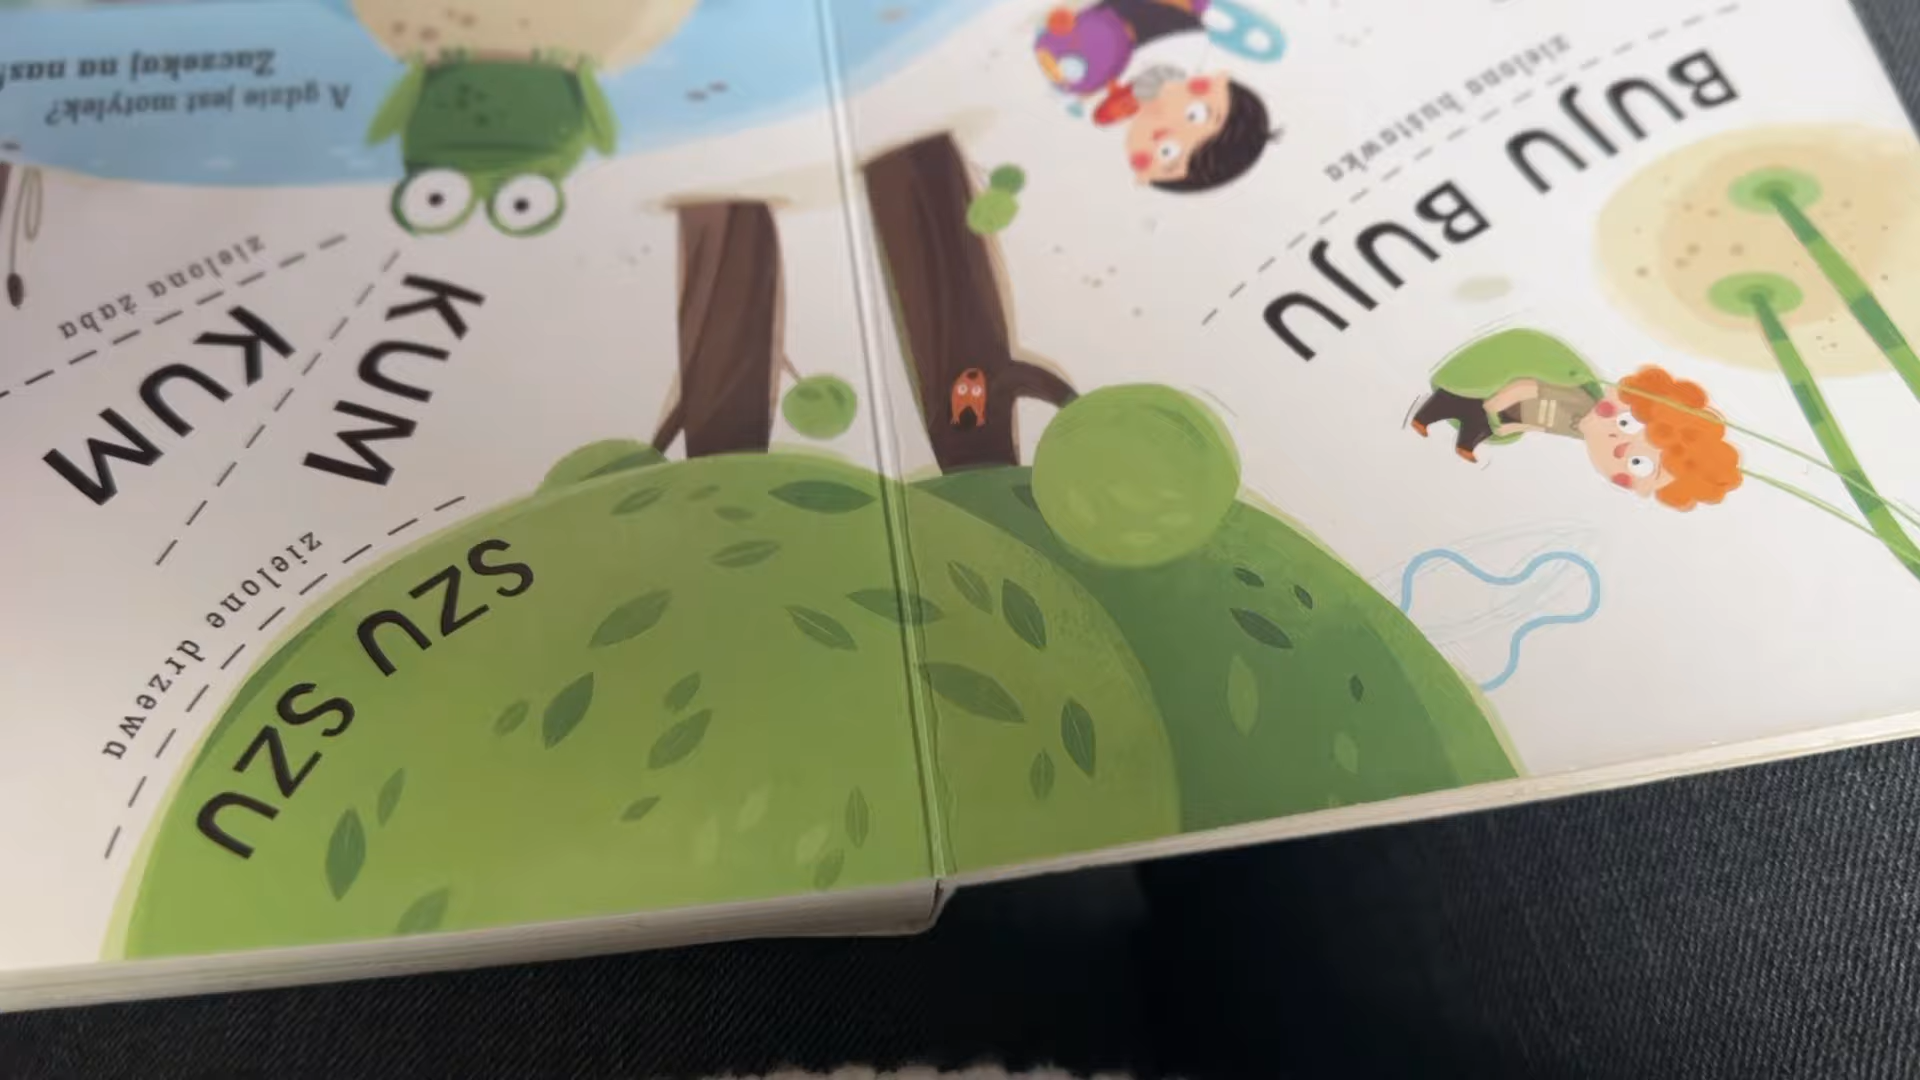 SZU SZU
zielone drzewa
KUM
KUM
zielona żaba
A gdzie jest motylek?
Zaczekaj na nas!
BUJU BUJU
zielona huśtawka